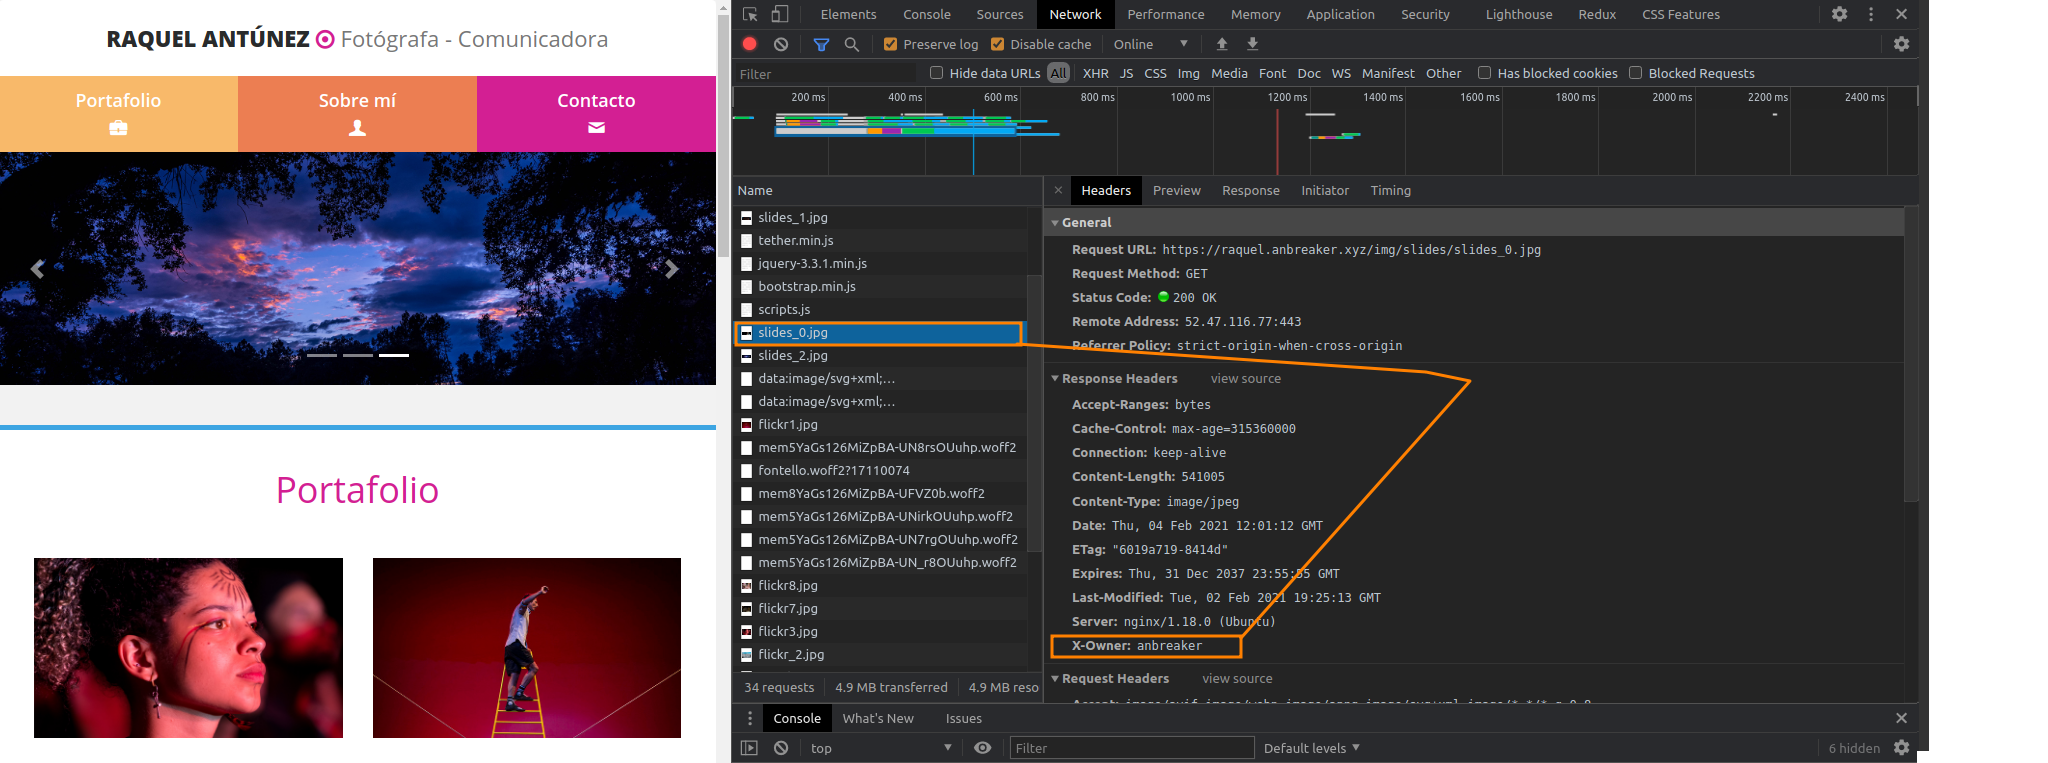 RAQUEL ANTÚNEZ Fotógrafa - Comunicadora
Portafolio
Sobre mí
Contacto
Portafolio
Elements Console Sources Network Performance Memory Application Security Lighthouse Redux CSS Features
Preserve log Disable cache Online
Filter Hide data URLs All XHR JS CSS Img Media Font Doc WS Manifest Other Has blocked cookies Blocked Requests
200 ms 400 ms 600 ms 800 ms 1000 ms 1200 ms 1400 ms 1600 ms 1800 ms 2000 ms 2200 ms 2400 ms
Name
slides_1.jpg
tether.min.js
jquery-3.3.1.min.js
bootstrap.min.js
scripts.js
slides_0.jpg
slides_2.jpg
data:image/svg+xml;…
data:image/svg+xml;…
flickr1.jpg
mem5YaGs126MiZpBA-UN8rsOUuhp.woff2
fontello.woff2?17110074
mem8YaGs126MiZpBA-UFVZ0b.woff2
mem5YaGs126MiZpBA-UNirkOUuhp.woff2
mem5YaGs126MiZpBA-UN7rgOUuhp.woff2
mem5YaGs126MiZpBA-UN_r8OUuhp.woff2
flickr8.jpg
flickr7.jpg
flickr3.jpg
flickr_2.jpg
34 requests 4.9 MB transferred 4.9 MB reso
Headers Preview Response Initiator Timing
General
Request URL: https://raquel.anbreaker.xyz/img/slides/slides_0.jpg
Request Method: GET
Status Code: 200 OK
Remote Address: 52.47.116.77:443
Referrer Policy: strict-origin-when-cross-origin
Response Headers view source
Accept-Ranges: bytes
Cache-Control: max-age=315360000
Connection: keep-alive
Content-Length: 541005
Content-Type: image/jpeg
Date: Thu, 04 Feb 2021 12:01:12 GMT
ETag: "6019a719-8414d"
Expires: Thu, 31 Dec 2037 23:55:55 GMT
Last-Modified: Tue, 02 Feb 2021 19:25:13 GMT
Server: nginx/1.18.0 (Ubuntu)
X-Owner: anbreaker
Request Headers view source
Console What's New Issues
top Filter Default levels 6 hidden